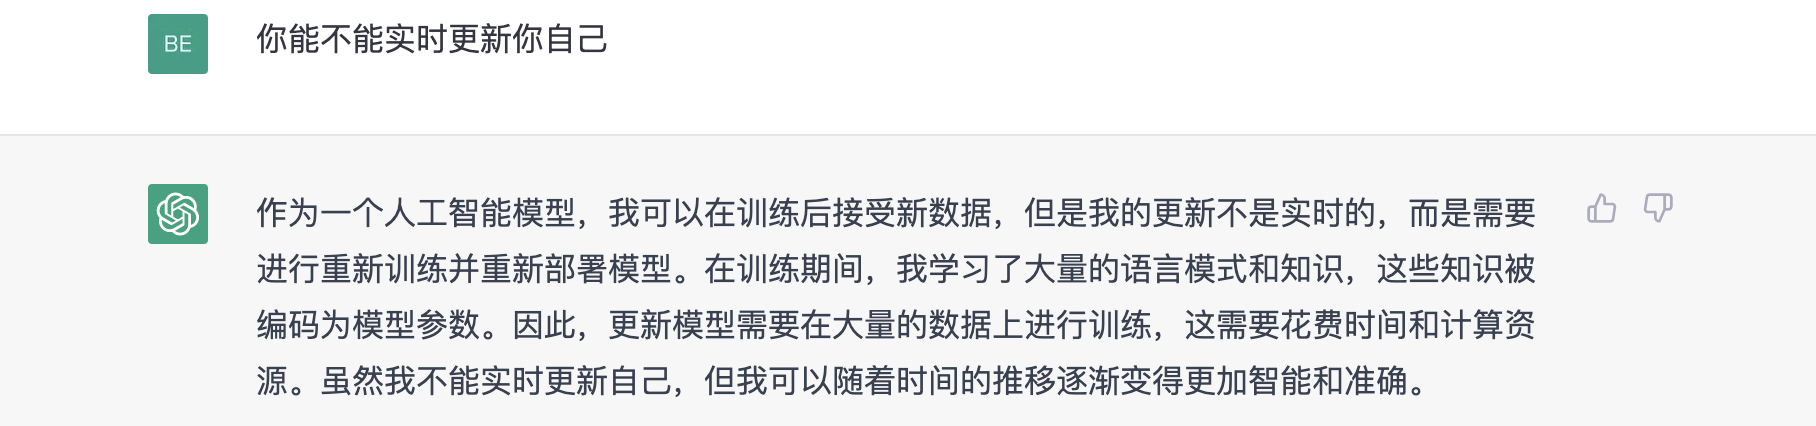 BE
你能不能实时更新你自己
作为一个人工智能模型，我可以在训练后接受新数据，但是我的更新不是实时的，而是需要
进行重新训练并重新部署模型。在训练期间，我学习了大量的语言模式和知识，这些知识被
编码为模型参数。因此，更新模型需要在大量的数据上进行训练，这需要花费时间和计算资
源。虽然我不能实时更新自己，但我可以随着时间的推移逐渐变得更加智能和准确。